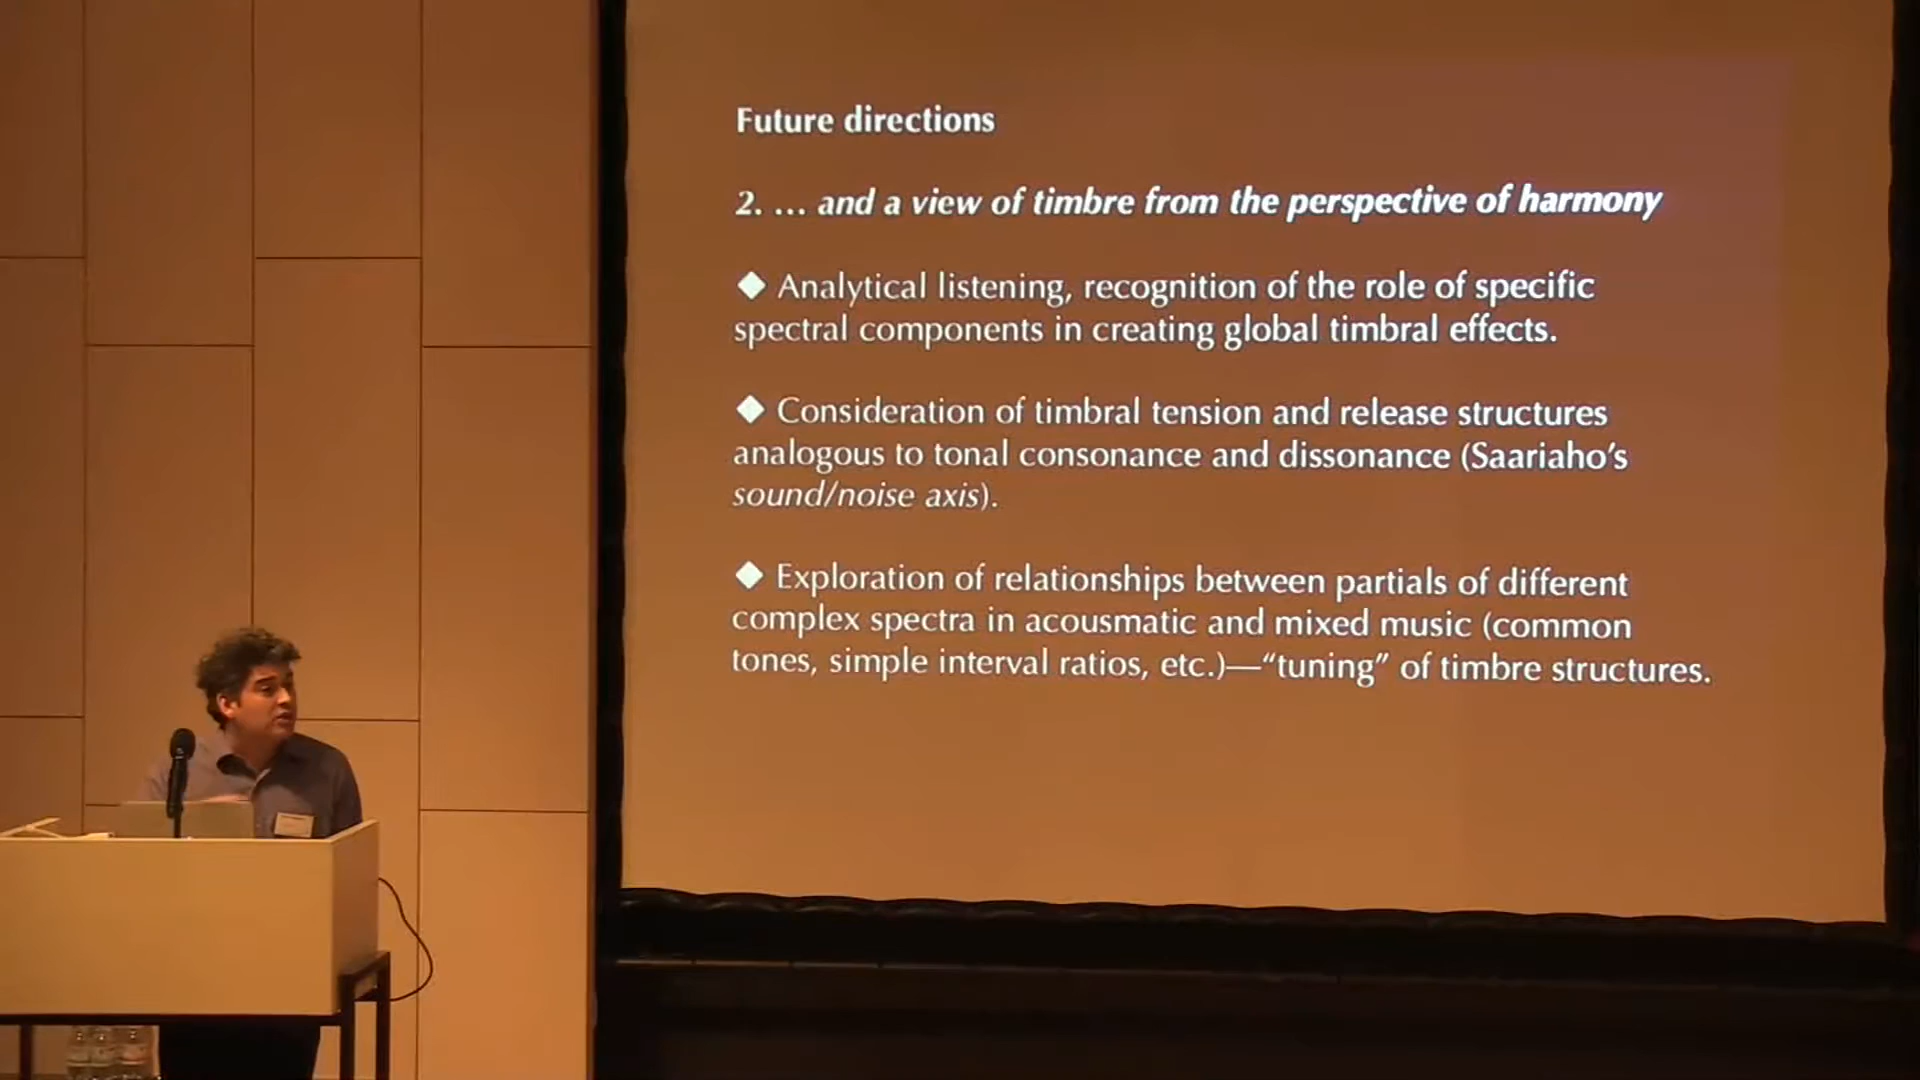 Future directions
2. … and a view of timbre from the perspective of harmony
◆ Analytical listening, recognition of the role of specific
spectral components in creating global timbral effects.
◆ Consideration of timbral tension and release structures
analogous to tonal consonance and dissonance (Saariaho’s
sound/noise axis).
◆ Exploration of relationships between partials of different
complex spectra in acousmatic and mixed music (common
tones, simple interval ratios, etc.)—“tuning” of timbre structures.